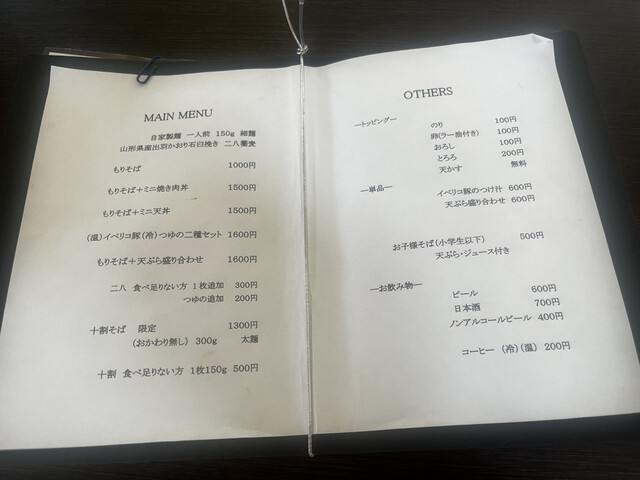 MAIN MENU
自家製麺 一人前 150g 細麺
山形県産出羽かおり石臼挽き 二八蕎麦
もりそば 1000円
もりそば+ミニ焼き肉丼 1500円
もりそば+ミニ天丼 1500円
(温)イベリコ豚(冷)つゆの二種セット 1600円
もりそば+天ぷら盛り合わせ 1600円
二八 食べ足りない方 1枚追加 300円
つゆの追加 200円
十割そば 限定 1300円
(おかわり無し) 300g 太麺
十割 食べ足りない方 1枚150g 500円
OTHERS
―トッピング―
のり 100円
卵(ラー油付き) 100円
おろし 100円
とろろ 200円
天かす 無料
―単品―
イベリコ豚のつけ汁 600円
天ぷら盛り合わせ 600円
お子様そば(小学生以下) 500円
天ぷら・ジュース付き
―お飲み物―
ビール 600円
日本酒 700円
ノンアルコールビール 400円
コーヒー (冷)(温) 200円